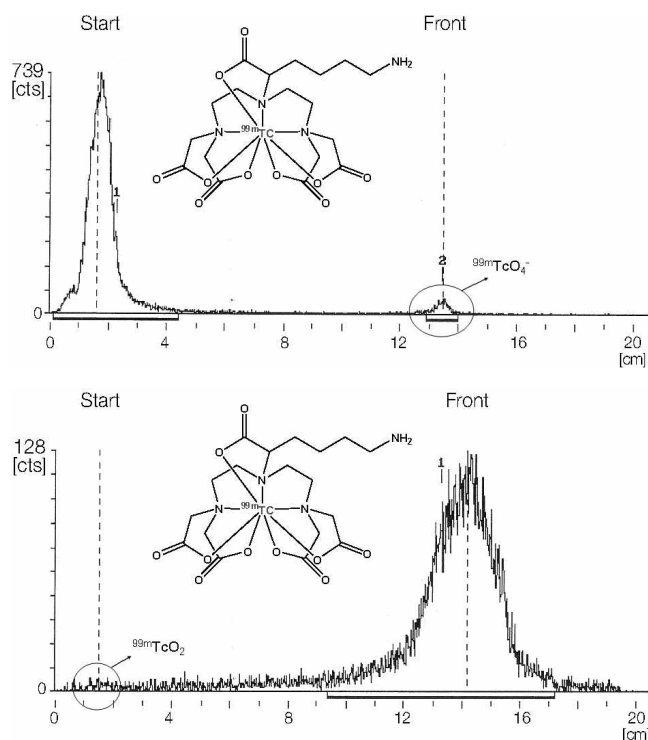 Start
Front
739
[cts]
O
NH₂
O
N
N
⁹⁹ᵐTC
N
O
O
O
O
O
O
O
O
1
2
⁹⁹ᵐTcO₄⁻
0
0
4
8
12
16
20
[cm]
Start
Front
128
[cts]
O
NH₂
O
N
N
⁹⁹ᵐTC
N
O
O
O
O
O
O
O
O
1
⁹⁹ᵐTcO₂
0
0
4
8
12
16
20
[cm]